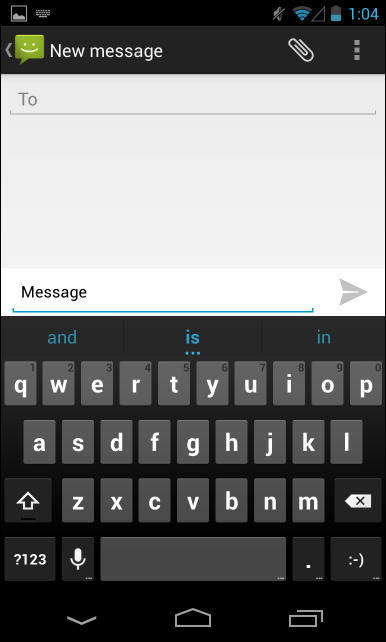 1:04
New message
To
Message
and is in
1 2 3 4 5 6 7 8 9 0
q w e r t y u i o p
a s d f g h j k l
z x c v b n m
?123 ... . ... :-) ...